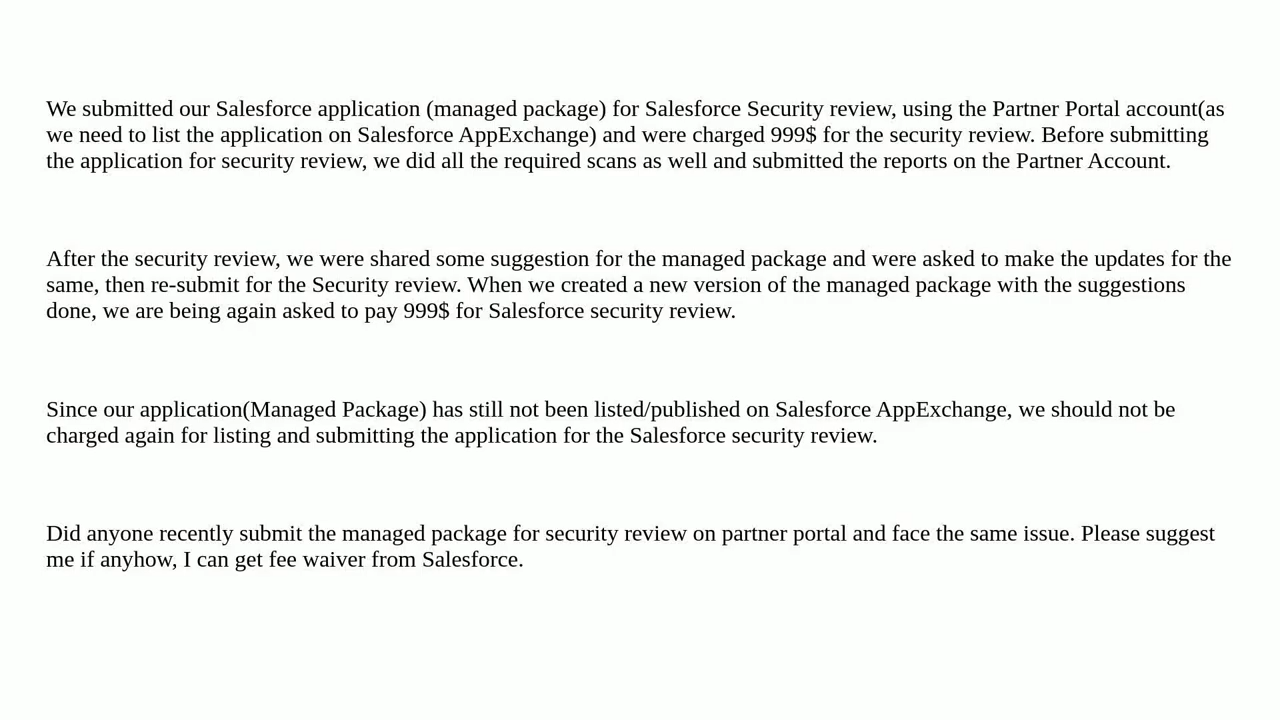 We submitted our Salesforce application (managed package) for Salesforce Security review, using the Partner Portal account(as
we need to list the application on Salesforce AppExchange) and were charged 999$ for the security review. Before submitting
the application for security review, we did all the required scans as well and submitted the reports on the Partner Account.
After the security review, we were shared some suggestion for the managed package and were asked to make the updates for the
same, then re-submit for the Security review. When we created a new version of the managed package with the suggestions
done, we are being again asked to pay 999$ for Salesforce security review.
Since our application(Managed Package) has still not been listed/published on Salesforce AppExchange, we should not be
charged again for listing and submitting the application for the Salesforce security review.
Did anyone recently submit the managed package for security review on partner portal and face the same issue. Please suggest
me if anyhow, I can get fee waiver from Salesforce.